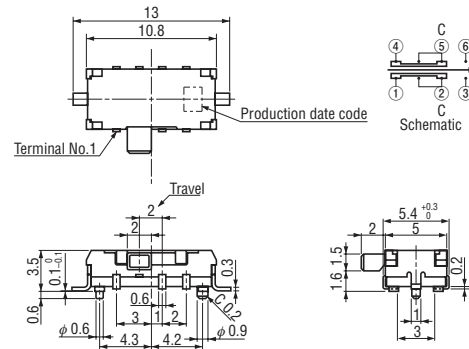 13
10.8
C
④ ⑤ ⑥
① ② ③
C
Schematic
Production date code
Terminal No.1
Travel
2
2
3.5
0.1 0 -0.1
0.6
0.6
0.3
C 0.2
φ 0.6
3 1 2
φ 0.9
4.3 4.2
5.4 +0.3 0
2 5
1.5
1.6
0.2
1
3